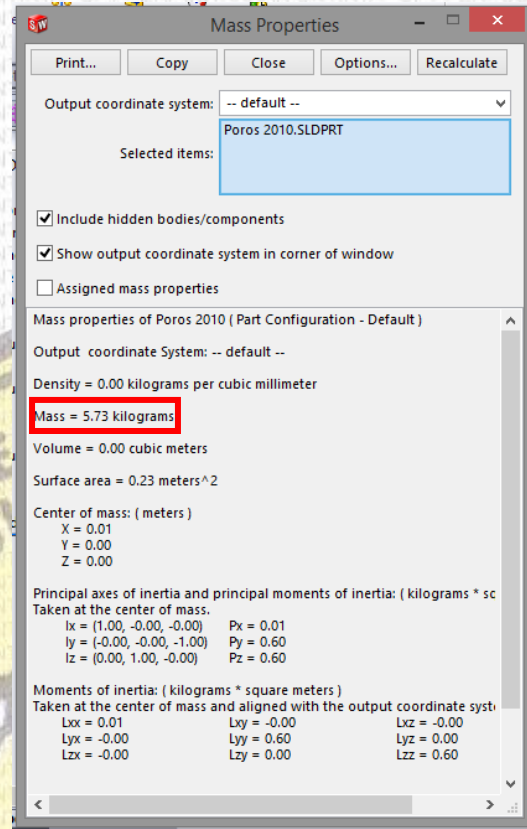 SW Mass Properties
Print... Copy Close Options... Recalculate
Output coordinate system: -- default --
Poros 2010.SLDPRT
Selected items:
Include hidden bodies/components
Show output coordinate system in corner of window
Assigned mass properties
Mass properties of Poros 2010 ( Part Configuration - Default )
Output coordinate System: -- default --
Density = 0.00 kilograms per cubic millimeter
Mass = 5.73 kilograms
Volume = 0.00 cubic meters
Surface area = 0.23 meters^2
Center of mass: ( meters )
X = 0.01
Y = 0.00
Z = 0.00
Principal axes of inertia and principal moments of inertia: ( kilograms * sq
Taken at the center of mass.
Ix = (1.00, -0.00, -0.00) Px = 0.01
Iy = (-0.00, -0.00, -1.00) Py = 0.60
Iz = (0.00, 1.00, -0.00) Pz = 0.60
Moments of inertia: ( kilograms * square meters )
Taken at the center of mass and aligned with the output coordinate syste
Lxx = 0.01 Lxy = -0.00 Lxz = -0.00
Lyx = -0.00 Lyy = 0.60 Lyz = 0.00
Lzx = -0.00 Lzy = 0.00 Lzz = 0.60